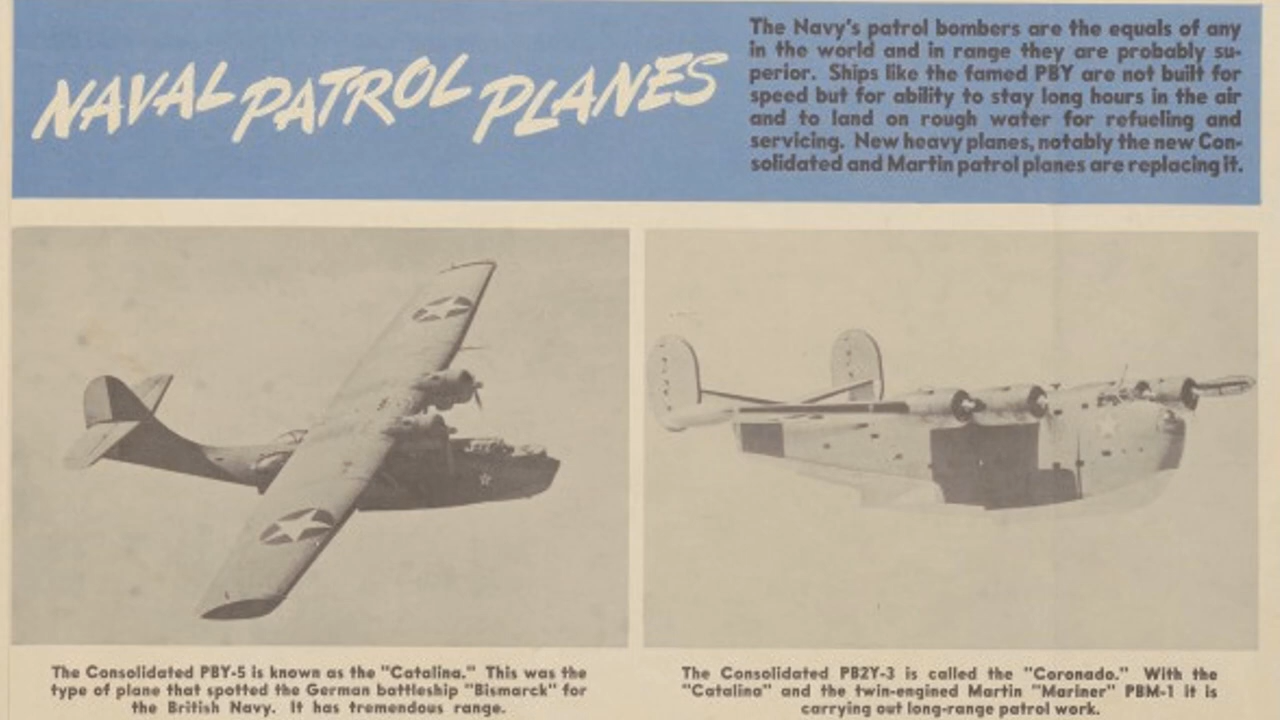 NAVAL PATROL PLANES
The Navy's patrol bombers are the equals of any
in the world and in range they are probably su-
perior. Ships like the famed PBY are not built for
speed but for ability to stay long hours in the air
and to land on rough water for refueling and
servicing. New heavy planes, notably the new Con-
solidated and Martin patrol planes are replacing it.
The Consolidated PBY-5 is known as the "Catalina." This was the
type of plane that spotted the German battleship "Bismarck" for
the British Navy. It has tremendous range.
The Consolidated PB2Y-3 is called the "Coronado." With the
"Catalina" and the twin-engined Martin "Mariner" PBM-1 it is
carrying out long-range patrol work.